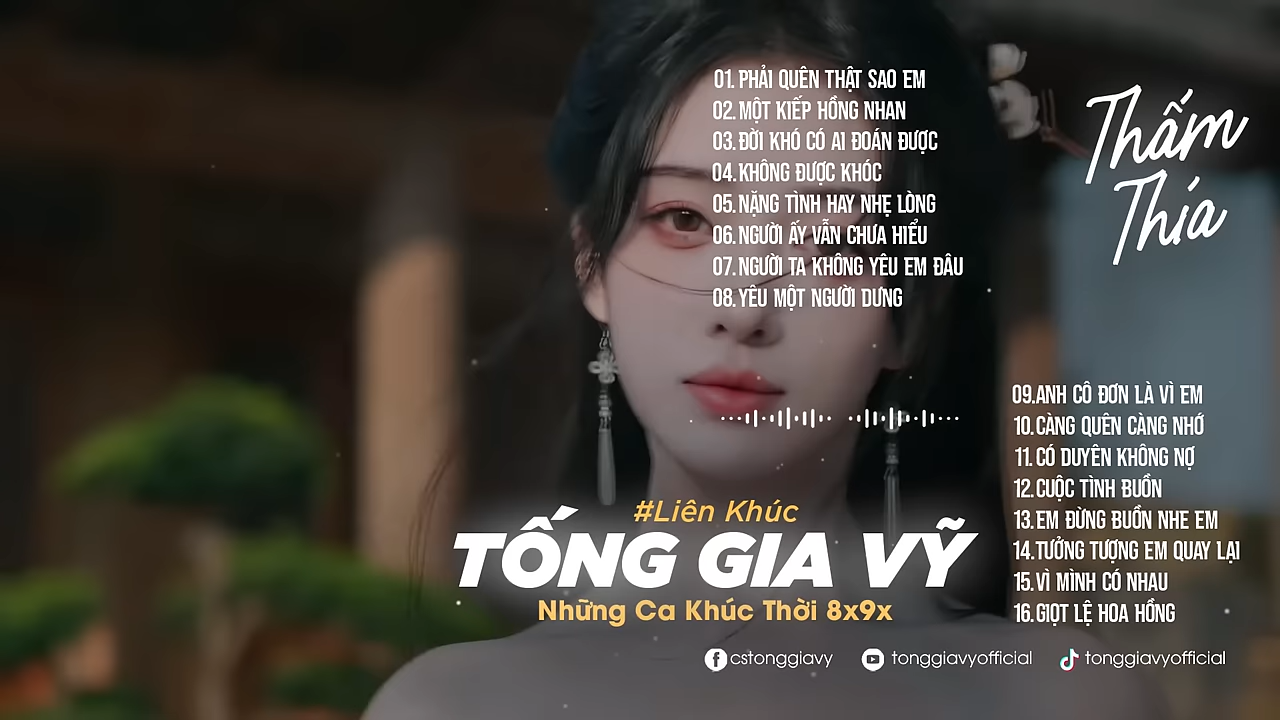 01. PHẢI QUÊN THẬT SAO EM
02. MỘT KIẾP HỒNG NHAN
03. ĐỜI KHÓ CÓ AI ĐOÁN ĐƯỢC
04. KHÔNG ĐƯỢC KHÓC
05. NẶNG TÌNH HAY NHẸ LÒNG
06. NGƯỜI ẤY VẪN CHƯA HIỂU
07. NGƯỜI TA KHÔNG YÊU EM ĐÂU
08. YÊU MỘT NGƯỜI DƯNG
Thấm
Thía
09. ANH CÔ ĐƠN LÀ VÌ EM
10. CÀNG QUÊN CÀNG NHỚ
11. CÓ DUYÊN KHÔNG NỢ
12. CUỘC TÌNH BUỒN
13. EM ĐỪNG BUỒN NHE EM
14. TƯỞNG TƯỢNG EM QUAY LẠI
15. VÌ MÌNH CÓ NHAU
16. GIỌT LỆ HOA HỒNG
#Liên Khúc
TỐNG GIA VỸ
Những Ca Khúc Thời 8x9x
cstonggiavy tonggiavyofficial tonggiavyofficial